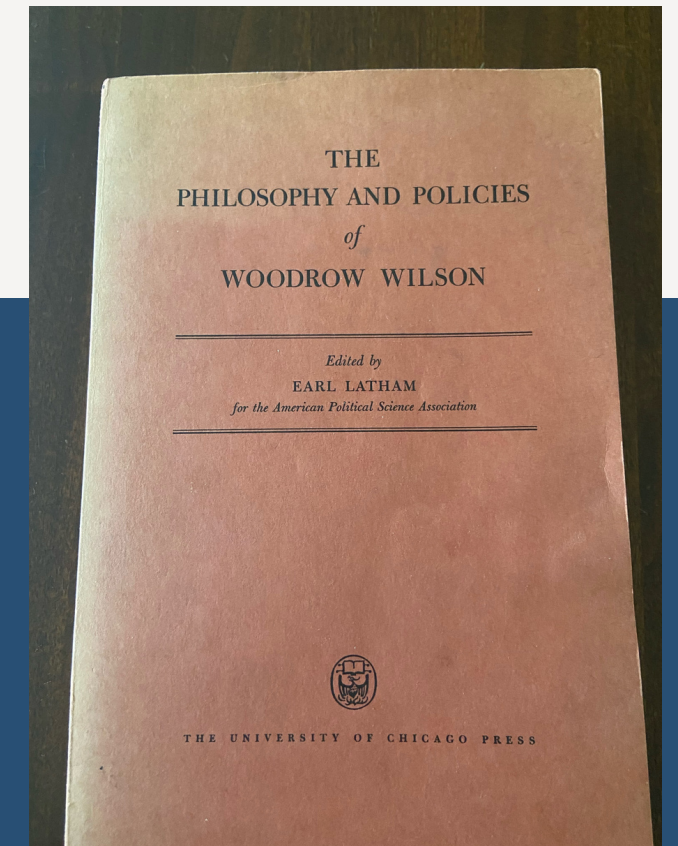 THE
PHILOSOPHY AND POLICIES
of
WOODROW WILSON
Edited by
EARL LATHAM
for the American Political Science Association
THE UNIVERSITY OF CHICAGO PRESS